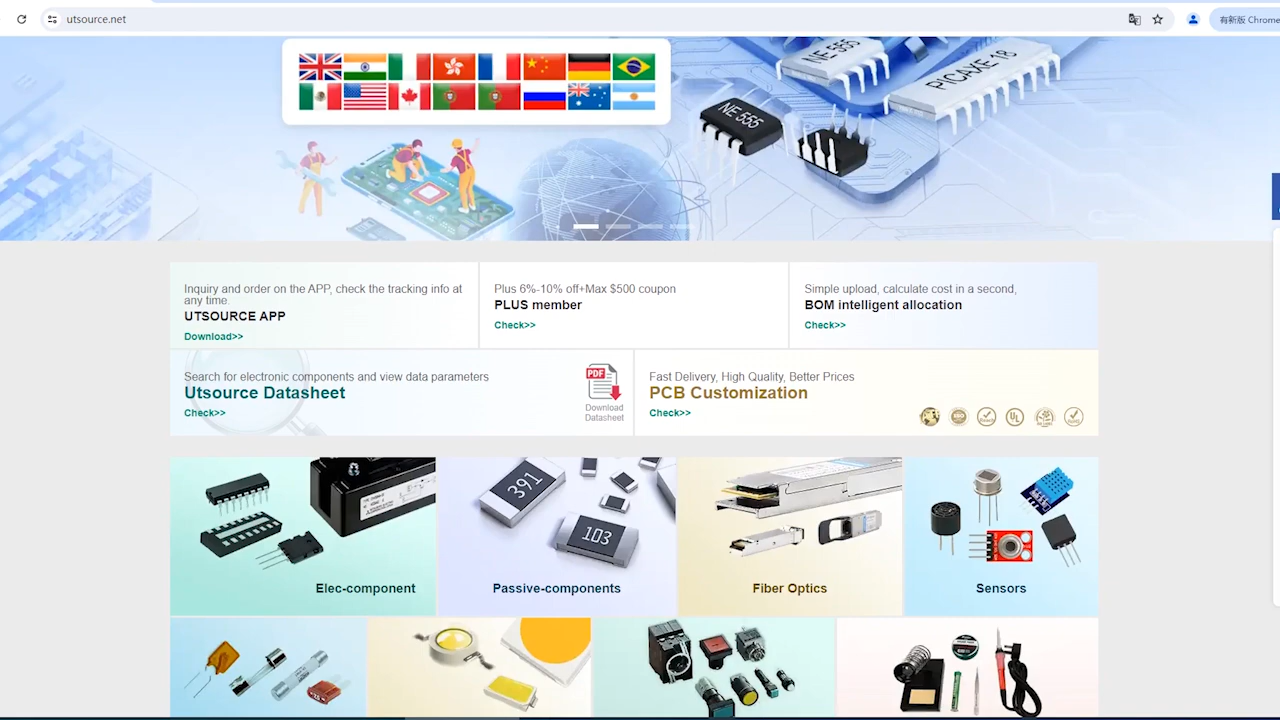 utsource.net
有新版 Chrome
NE 555
PICAXE-18
NE 555
Inquiry and order on the APP, check the tracking info at
any time.
UTSOURCE APP
Download>>
Plus 6%-10% off+Max $500 coupon
PLUS member
Check>>
Simple upload, calculate cost in a second,
BOM intelligent allocation
Check>>
Search for electronic components and view data parameters
Utsource Datasheet
Check>>
PDF
Download
Datasheet
Fast Delivery, High Quality, Better Prices
PCB Customization
Check>>
UL
391
103
Elec-component
Passive-components
Fiber Optics
Sensors